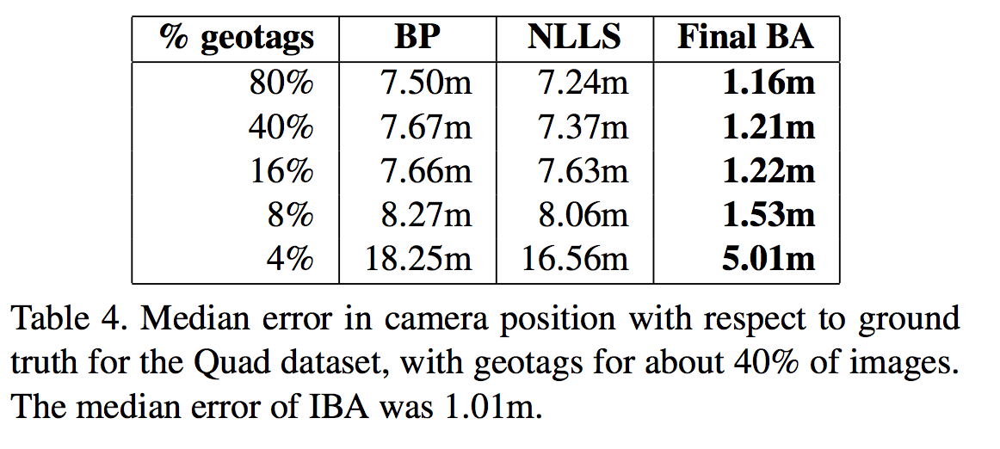 % geotags BP NLLS Final BA
80% 7.50m 7.24m 1.16m
40% 7.67m 7.37m 1.21m
16% 7.66m 7.63m 1.22m
8% 8.27m 8.06m 1.53m
4% 18.25m 16.56m 5.01m
Table 4. Median error in camera position with respect to ground
truth for the Quad dataset, with geotags for about 40% of images.
The median error of IBA was 1.01m.